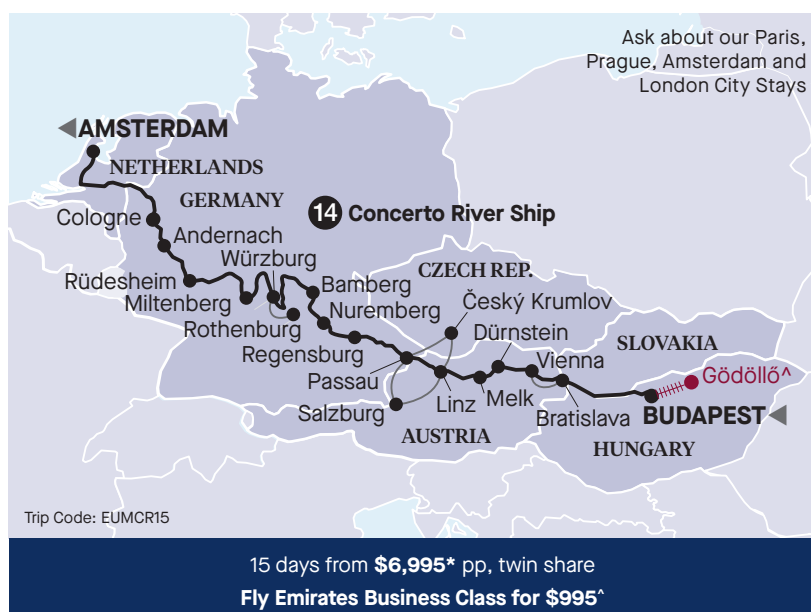 Ask about our Paris,
Prague, Amsterdam and
London City Stays
AMSTERDAM
NETHERLANDS
GERMANY
14 Concerto River Ship
Cologne
Andernach
Würzburg
CZECH REP.
Rüdesheim
Bamberg
Český Krumlov
Miltenberg
Nuremberg
Rothenburg
Dürnstein
Regensburg
SLOVAKIA
Vienna
Passau
Gödöllő^
Salzburg
Linz
Melk
Bratislava
BUDAPEST
AUSTRIA
HUNGARY
Trip Code: EUMCR15
15 days from $6,995* pp, twin share
Fly Emirates Business Class for $995^